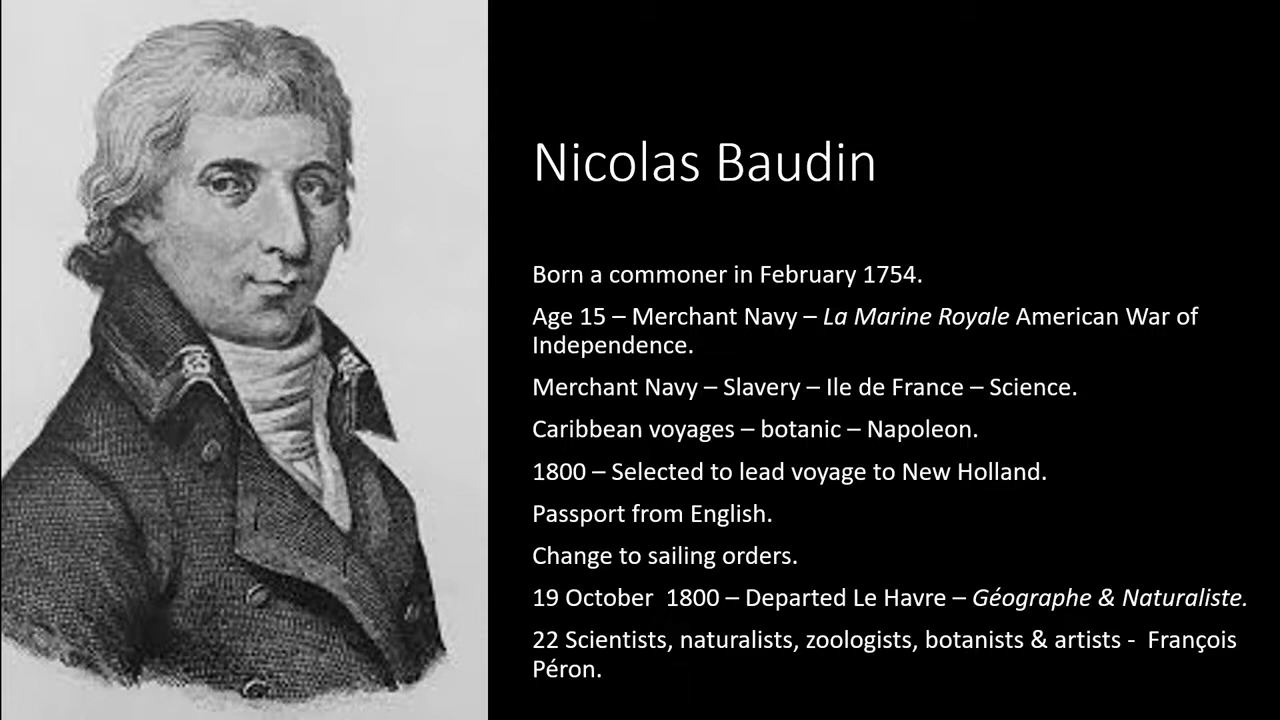 Nicolas Baudin
Born a commoner in February 1754.
Age 15 – Merchant Navy – La Marine Royale American War of
Independence.
Merchant Navy – Slavery – Ile de France – Science.
Caribbean voyages – botanic – Napoleon.
1800 – Selected to lead voyage to New Holland.
Passport from English.
Change to sailing orders.
19 October  1800 – Departed Le Havre – Géographe & Naturaliste.
22 Scientists, naturalists, zoologists, botanists & artists -  François
Péron.